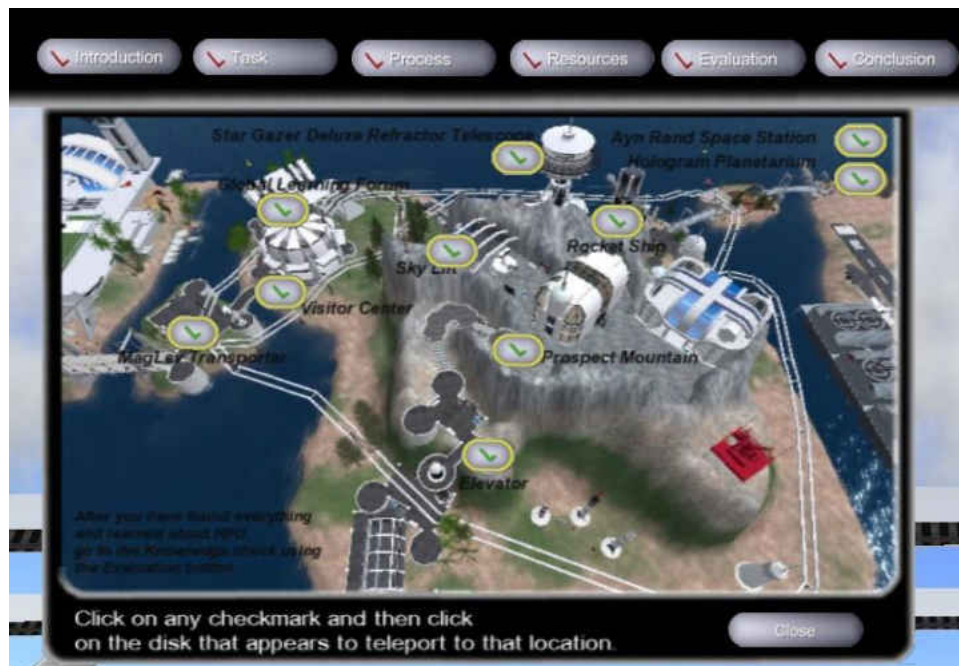 Introduction
Task
Process
Resources
Evaluation
Conclusion
Star Gazer Deluxe Refractor Telescope
Ayn Rand Space Station
Hologram Planetarium
Global Learning Forum
Rocket Ship
Sky Lift
Visitor Center
MagLev Transporter
Prospect Mountain
Elevator
After you have found everything
and learned about
go to the Knowledge check using
the Evaluation button
Click on any checkmark and then click
on the disk that appears to teleport to that location.
Close